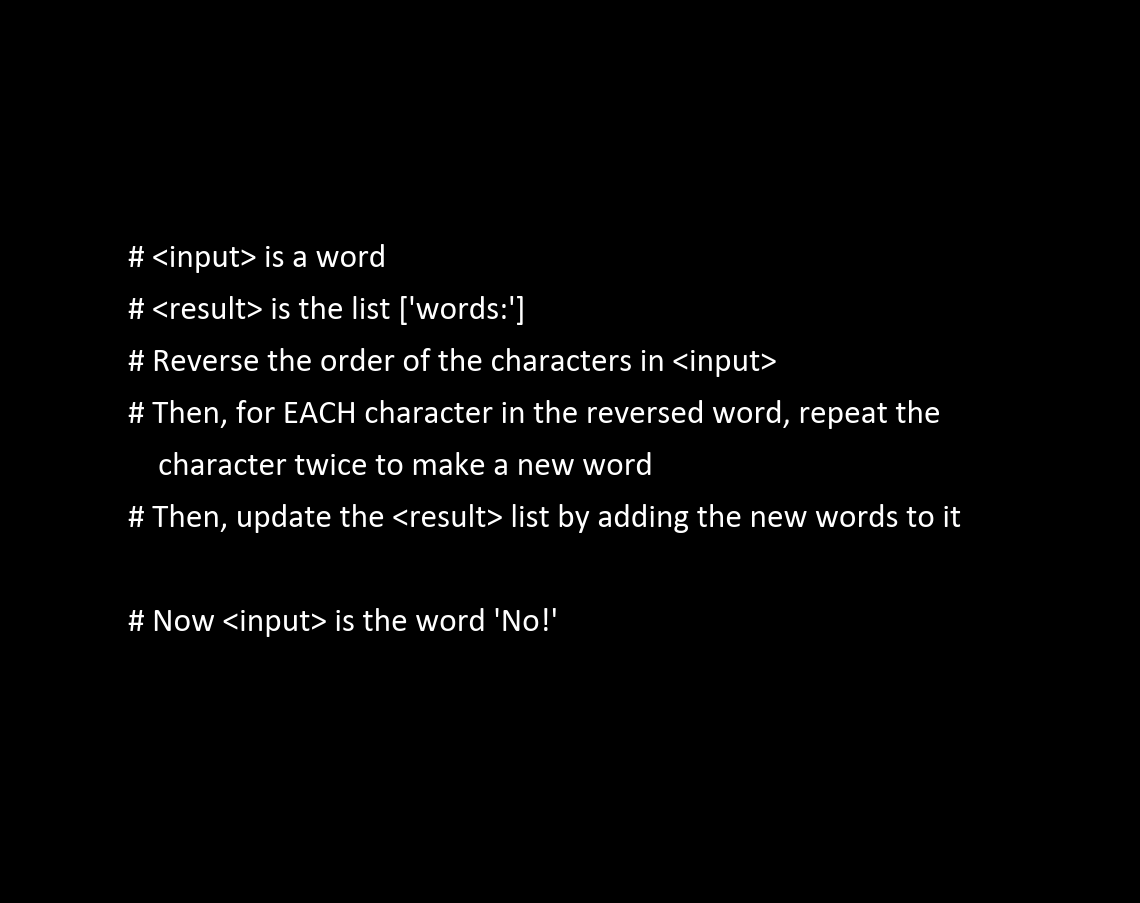 # <input> is a word
# <result> is the list ['words:']
# Reverse the order of the characters in <input>
# Then, for EACH character in the reversed word, repeat the
character twice to make a new word
# Then, update the <result> list by adding the new words to it
# Now <input> is the word 'No!'